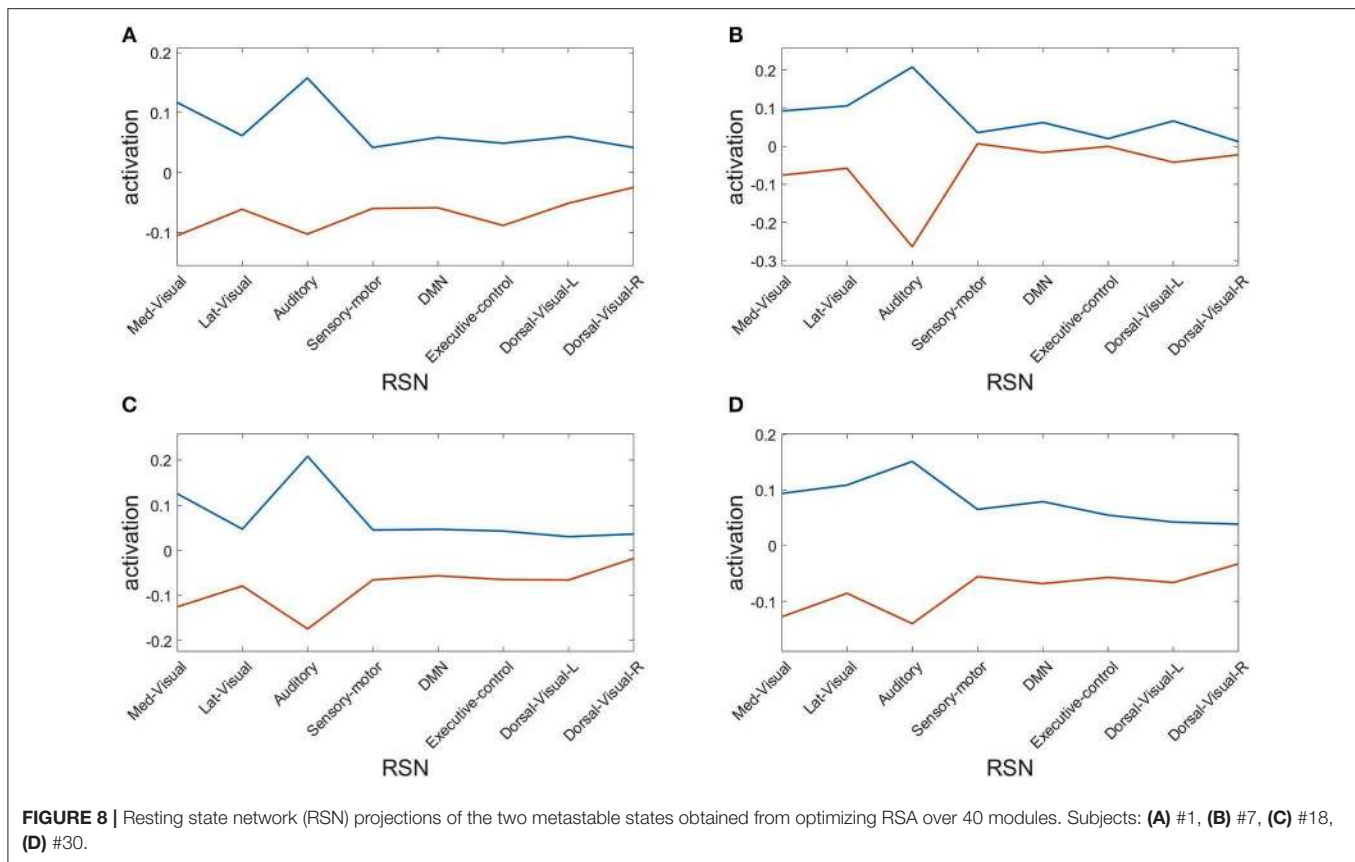 A
0.2
0.1
0
-0.1
activation
Med-Visual
Lat-Visual
Auditory
Sensory-motor
DMN
Executive-control
Dorsal-Visual-L
Dorsal-Visual-R
RSN
B
0.2
0.1
0
-0.1
-0.2
-0.3
activation
Med-Visual
Lat-Visual
Auditory
Sensory-motor
DMN
Executive-control
Dorsal-Visual-L
Dorsal-Visual-R
RSN
C
0.2
0.1
0
-0.1
-0.2
activation
Med-Visual
Lat-Visual
Auditory
Sensory-motor
DMN
Executive-control
Dorsal-Visual-L
Dorsal-Visual-R
RSN
D
0.2
0.1
0
-0.1
activation
Med-Visual
Lat-Visual
Auditory
Sensory-motor
DMN
Executive-control
Dorsal-Visual-L
Dorsal-Visual-R
RSN
FIGURE 8 | Resting state network (RSN) projections of the two metastable states obtained from optimizing RSA over 40 modules. Subjects: (A) #1, (B) #7, (C) #18,
(D) #30.